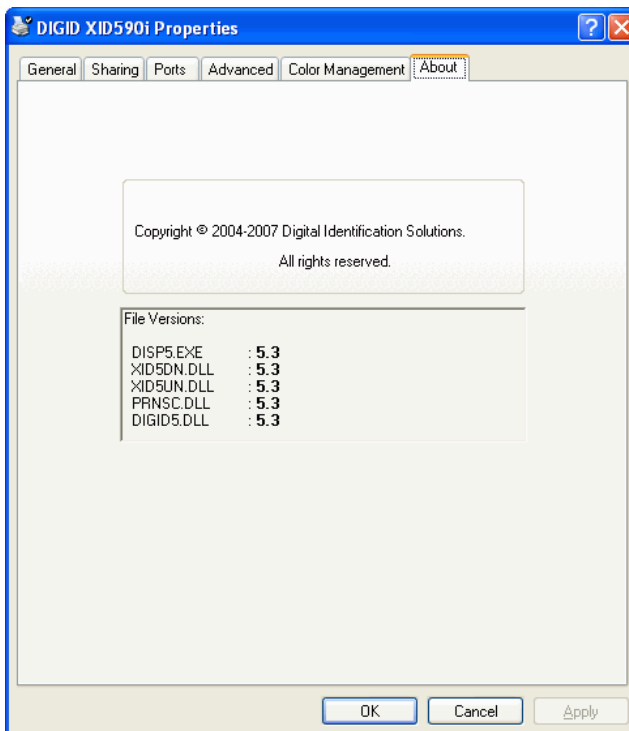 DIGID XID590i Properties
General Sharing Ports Advanced Color Management About
Copyright © 2004-2007 Digital Identification Solutions.
All rights reserved.
File Versions:
DISP5.EXE : 5.3
XID5DN.DLL : 5.3
XID5UN.DLL : 5.3
PRNSC.DLL : 5.3
DIGID5.DLL : 5.3
OK Cancel Apply